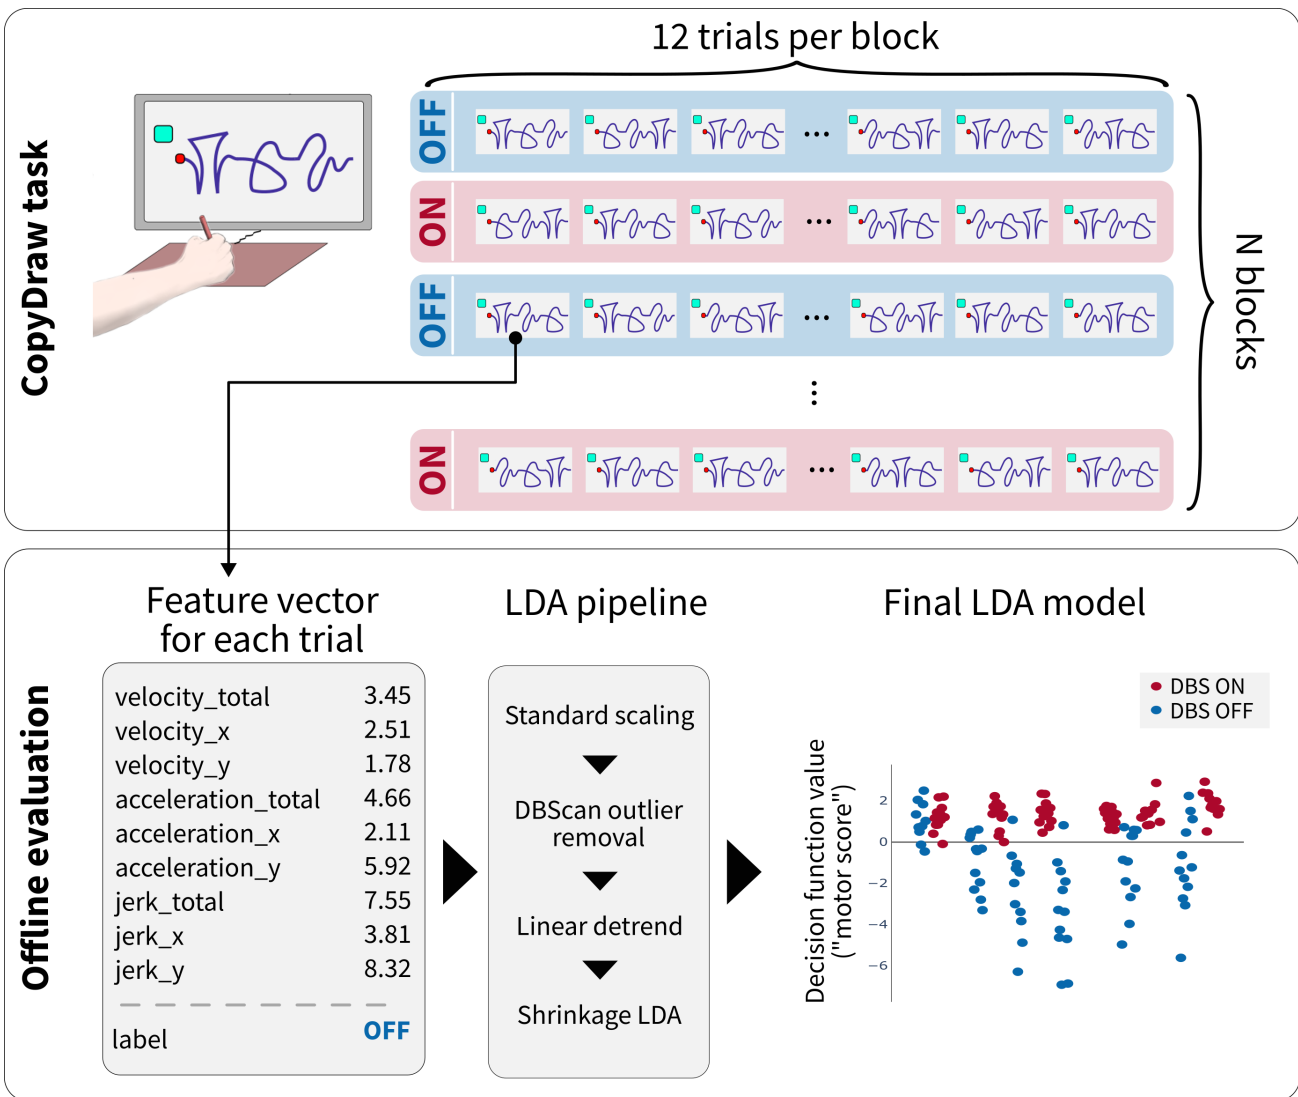 12 trials per block
CopyDraw task
OFF
ON
OFF
ON
N blocks
Feature vector
for each trial
velocity_total 3.45
velocity_x 2.51
velocity_y 1.78
acceleration_total 4.66
acceleration_x 2.11
acceleration_y 5.92
jerk_total 7.55
jerk_x 3.81
jerk_y 8.32
label OFF
Offline evaluation
LDA pipeline
Standard scaling
DBScan outlier
removal
Linear detrend
Shrinkage LDA
Final LDA model
DBS ON
DBS OFF
Decision function value
("motor score")
2
0
−2
−4
−6